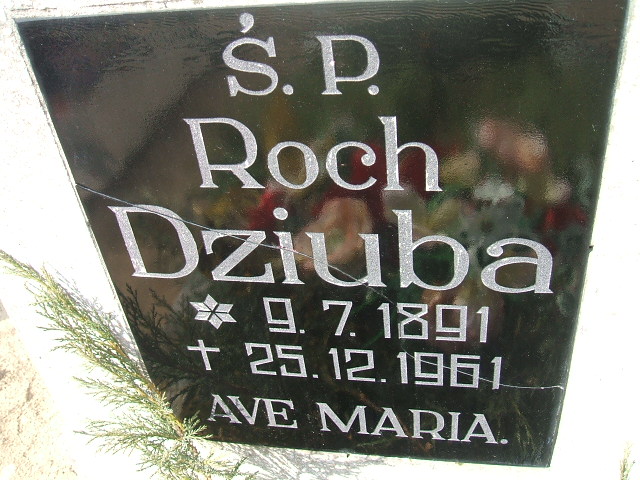 Ś. P.
Roch
Dziuba
* 9. 7. 1891
† 25. 12. 1961
AVE MARIA.